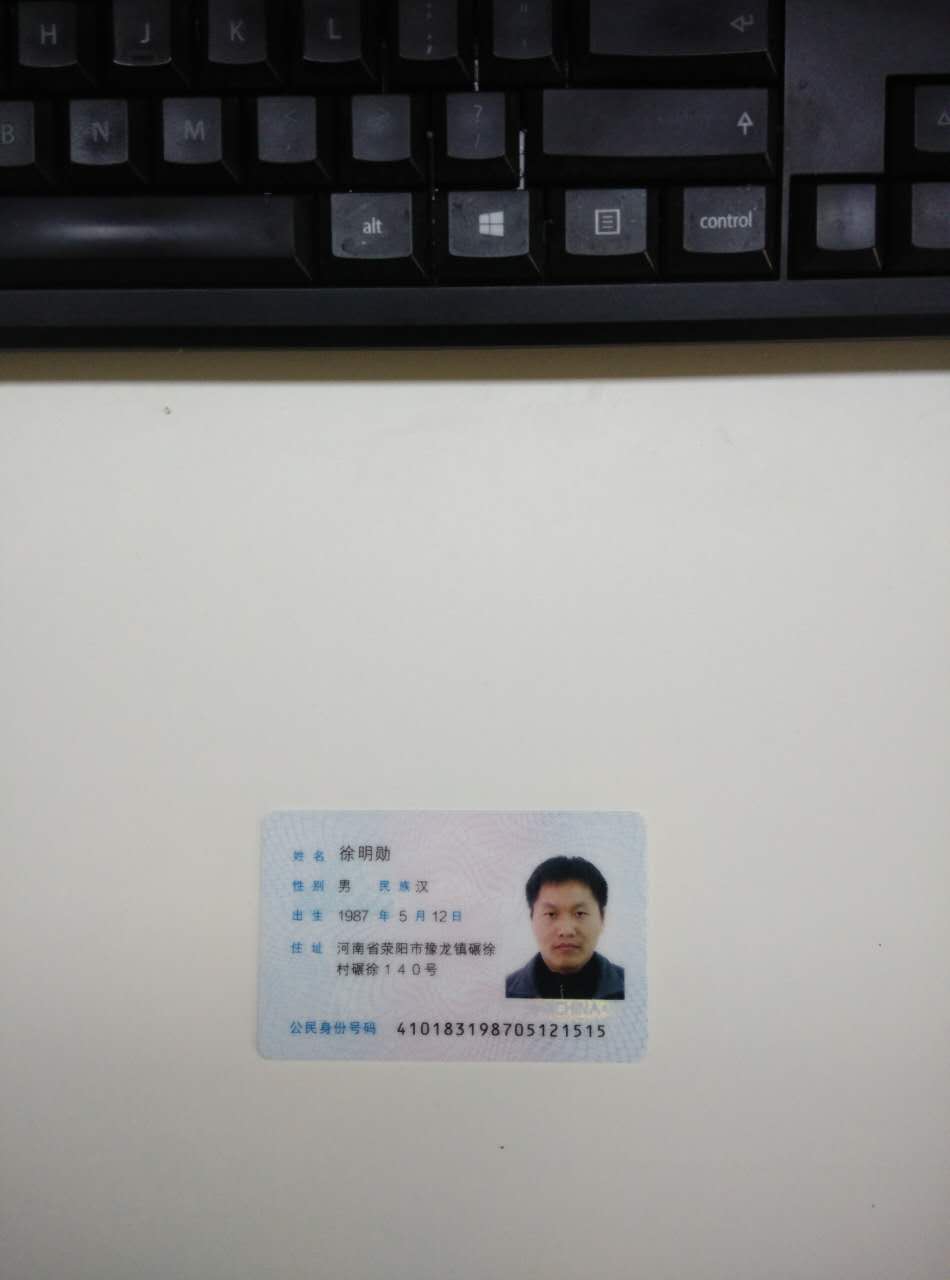 H J K L : ; " '
B N M < , > . ? /
alt control
姓名 徐明勋
性别 男 民族 汉
出生 1987 年 5 月 12 日
住址 河南省荥阳市豫龙镇碾徐
村碾徐140号
公民身份号码 410183198705121515